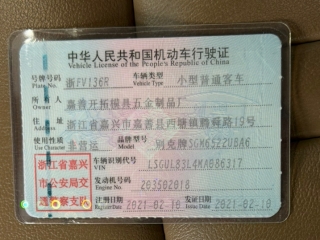 中华人民共和国机动车行驶证
Vehicle License of the People's Republic of China
号牌号码 浙FV136R 车辆类型 小型普通客车
Plate No. Vehicle Type
所有人 嘉善开拓模具五金制品厂
Owner
住址 浙江省嘉兴市嘉善县西塘镇腾舜路19号
Address
使用性质 非营运 品牌型号 别克牌SGM6522UBA6
Use Character Model
浙江省嘉兴市公安局交通警察支队
车辆识别代号 LSGUL83L4MA886317
VIN
发动机号码 203502018
Engine No.
注册日期 2021-02-10 发证日期 2021-02-10
Register Date Issue Date